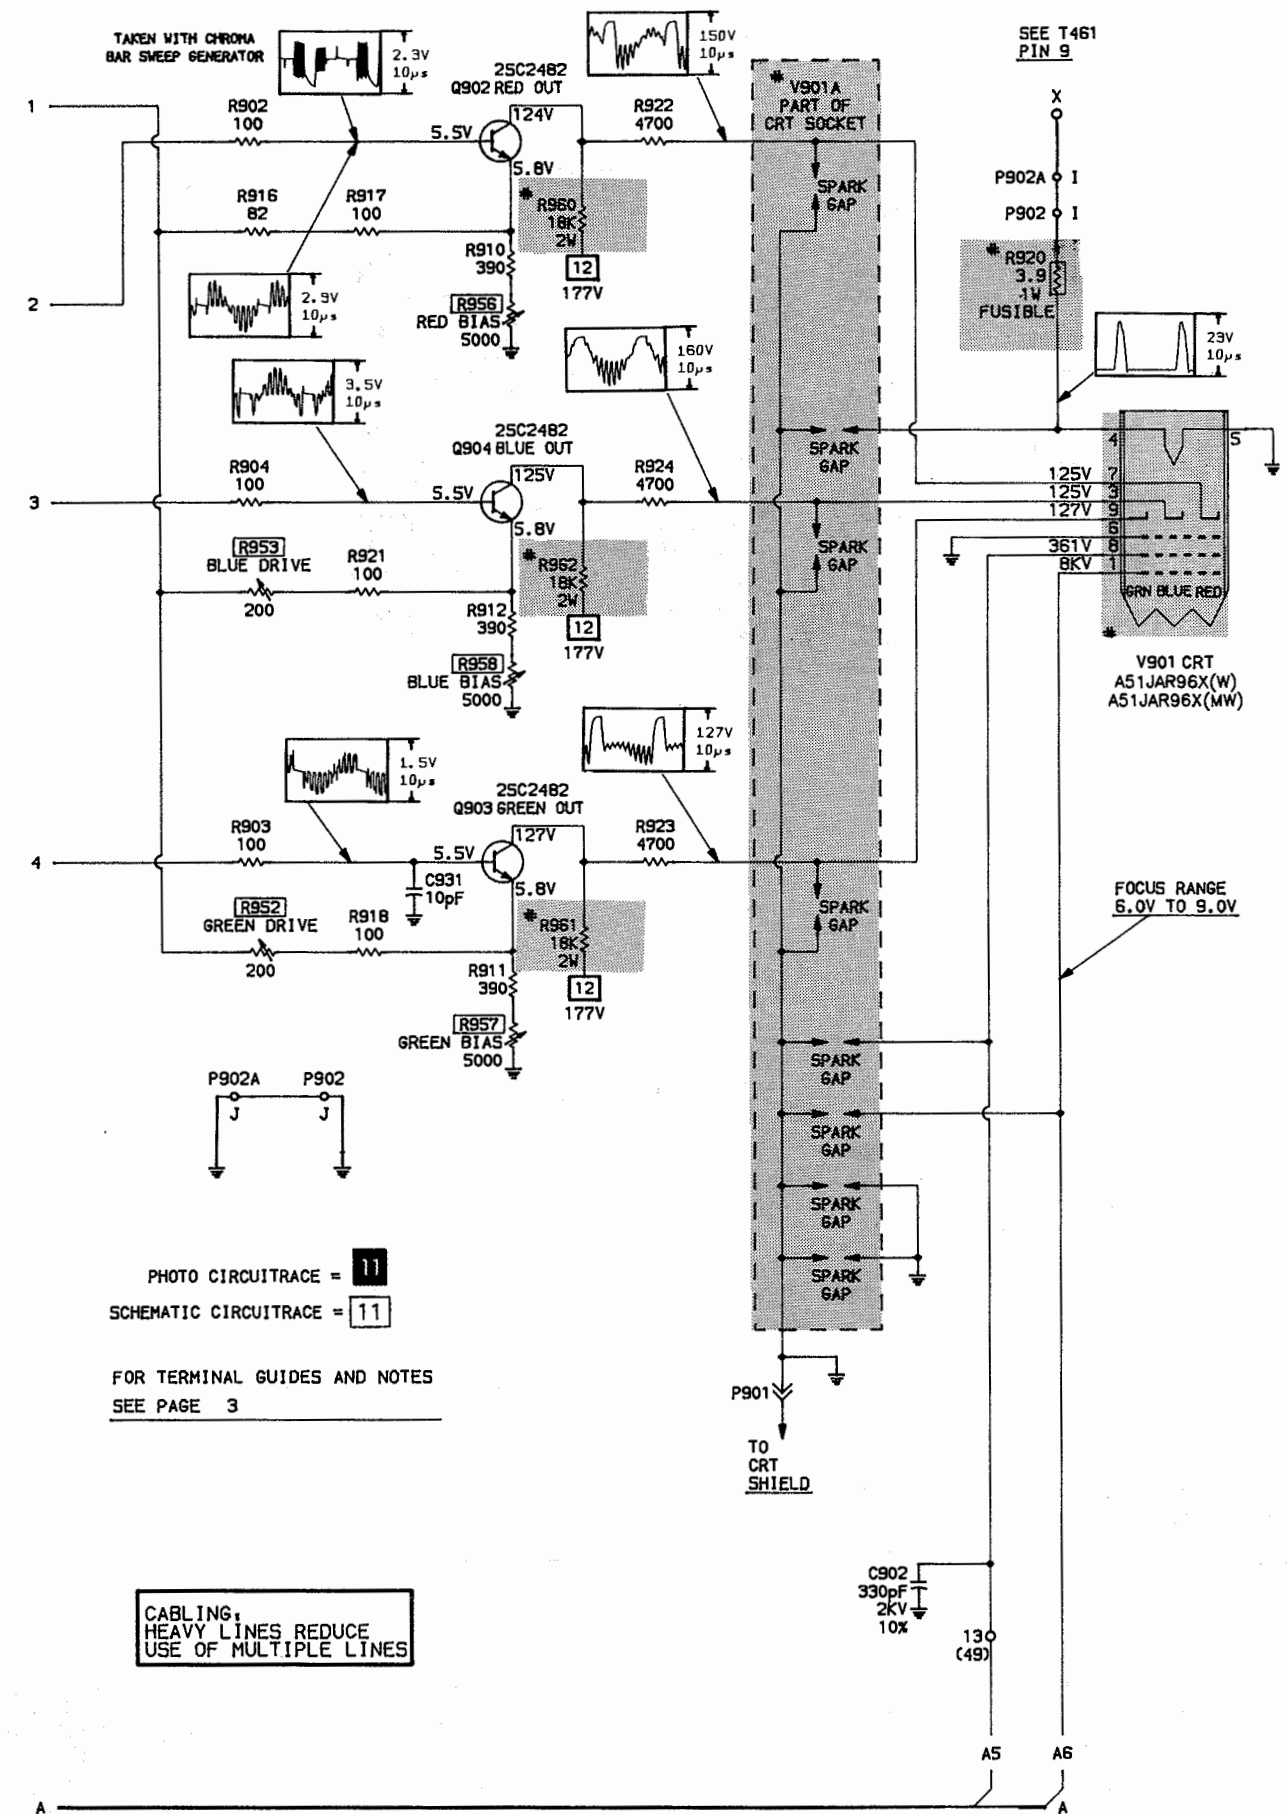 TAKEN WITH CHROMA
BAR SWEEP GENERATOR
2.3V
10µs
150V
10µs
SEE T461
PIN 9
2SC2482
Q902 RED OUT
*
V901A
PART OF
CRT SOCKET
X
1
R902
100
124V
5.5V
R922
4700
5.8V
P902A
I
P902
I
SPARK
GAP
R916
82
R917
100
*
R960
18K
2W
R910
390
12
177V
*
R920
3.9
1W
FUSIBLE
2
2.9V
10µs
R956
RED BIAS
5000
160V
10µs
23V
10µs
3.5V
10µs
2SC2482
Q904 BLUE OUT
SPARK
GAP
4
5
R904
100
125V
5.5V
R924
4700
125V
7
125V
3
127V
9
3
5.8V
6
361V
8
8KV
1
SPARK
GAP
R953
BLUE DRIVE
200
R921
100
*
R962
18K
2W
R912
390
12
177V
GRN BLUE RED
*
R958
BLUE BIAS
5000
V901 CRT
A51JAR96X(W)
A51JAR96X(MW)
1.5V
10µs
127V
10µs
2SC2482
Q903 GREEN OUT
R903
100
127V
5.5V
R923
4700
4
C931
10pF
5.8V
SPARK
GAP
FOCUS RANGE
6.0V TO 9.0V
R952
GREEN DRIVE
200
R918
100
*
R961
18K
2W
R911
390
12
177V
R957
GREEN BIAS
5000
SPARK
GAP
P902A
P902
J
J
SPARK
GAP
SPARK
GAP
SPARK
GAP
PHOTO CIRCUITRACE = 11
SCHEMATIC CIRCUITRACE = 11
FOR TERMINAL GUIDES AND NOTES
SEE PAGE 3
P901
TO
CRT
SHIELD
C902
330pF
2KV
10%
CABLING:
HEAVY LINES REDUCE
USE OF MULTIPLE LINES
13
(49)
A5
A6
A
A